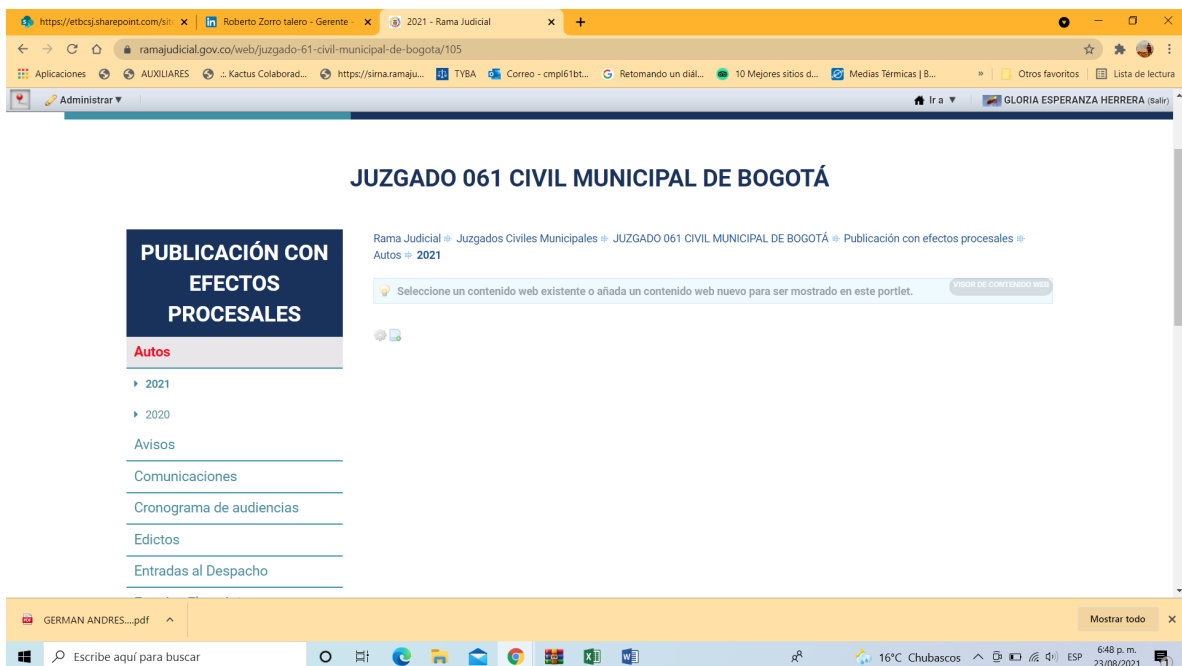 https://etbcsj.sharepoint.com/sit
Roberto Zorro talero - Gerente -
2021 - Rama Judicial
ramajudicial.gov.co/web/juzgado-61-civil-municipal-de-bogota/105
Aplicaciones
AUXILIARES
.:. Kactus Colaborad...
https://sirna.ramaju...
TYBA
Correo - cmpl61bt...
Retomando un diál...
10 Mejores sitios d...
Medias Térmicas | B...
»
Otros favoritos
Lista de lectura
Administrar ▼
Ir a ▼
GLORIA ESPERANZA HERRERA (Salir)
JUZGADO 061 CIVIL MUNICIPAL DE BOGOTÁ
PUBLICACIÓN CON
EFECTOS
PROCESALES
Autos
2021
2020
Avisos
Comunicaciones
Cronograma de audiencias
Edictos
Entradas al Despacho
Rama Judicial Juzgados Civiles Municipales JUZGADO 061 CIVIL MUNICIPAL DE BOGOTÁ Publicación con efectos procesales
Autos 2021
Seleccione un contenido web existente o añada un contenido web nuevo para ser mostrado en este portlet.
VISOR DE CONTENIDO WEB
GERMAN ANDRES....pdf
Mostrar todo
Escribe aquí para buscar
16°C Chubascos
ESP
6:48 p. m.
23/08/2021